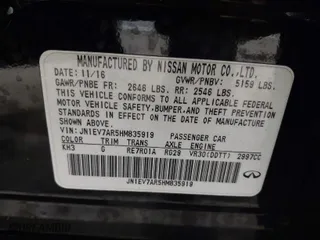 MANUFACTURED BY NISSAN MOTOR CO.,LTD.
DATE: 11/16 GVWR/PNBV: 5159 LBS.
GAWR/PNBE FR: 2646 LBS. RR: 2546 LBS.
THIS VEHICLE CONFORMS TO ALL APPLICABLE FEDERAL
MOTOR VEHICLE SAFETY, BUMPER, AND THEFT PREVENTION
STANDARDS IN EFFECT ON THE DATE OF MANUFACTURE
SHOWN ABOVE.
VIN: JN1EV7AR5HM835919 PASSENGER CAR
COLOR TRIM TRANS AXLE ENGINE
KH3 G RE7R01A RG29 VR30(DDTT) 2997CC
JN1EV7AR5HM835919
INFINITI